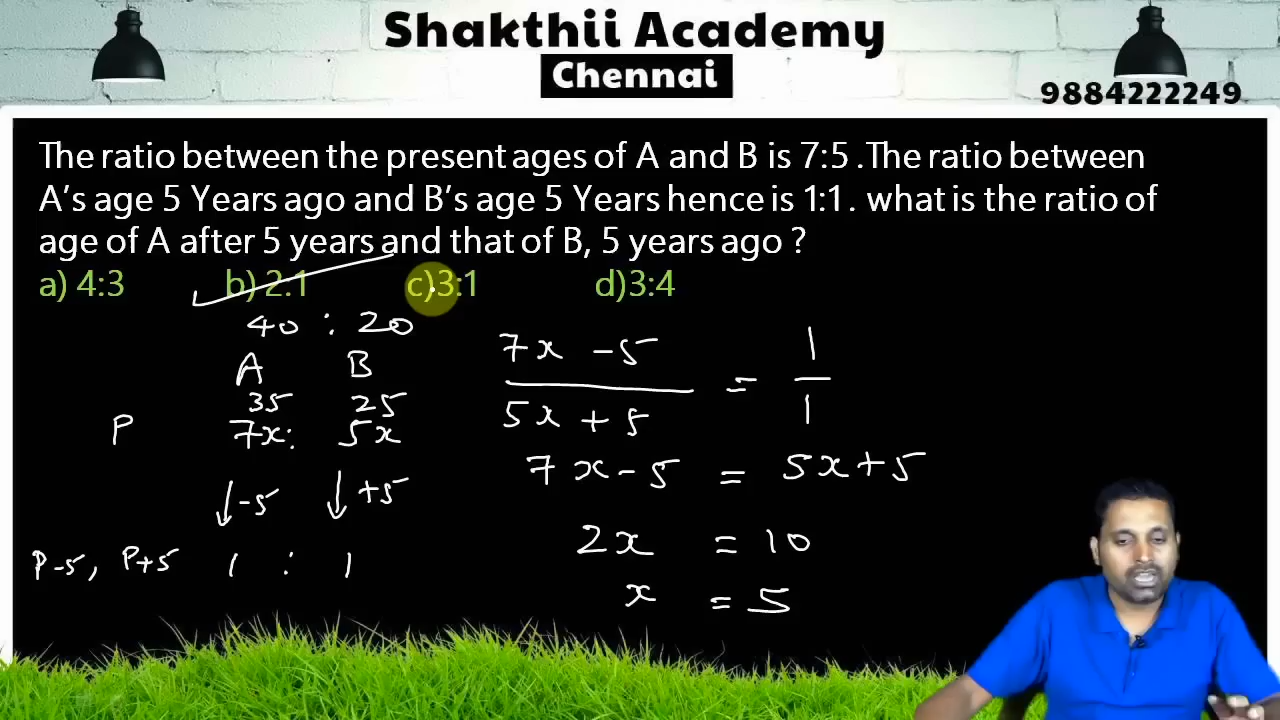 Shakthii Academy
Chennai
9884222249
The ratio between the present ages of A and B is 7:5 .The ratio between
A's age 5 Years ago and B's age 5 Years hence is 1:1. what is the ratio of
age of A after 5 years and that of B, 5 years ago ?
a) 4:3 b) 2:1 c)3:1 d)3:4
40 : 20
A B
35 25
P 7x: 5x
-5 +5
P-5, P+5 1 : 1
7x -5 = 1
5x + 5 1
7x-5 = 5x+5
2x = 10
x = 5